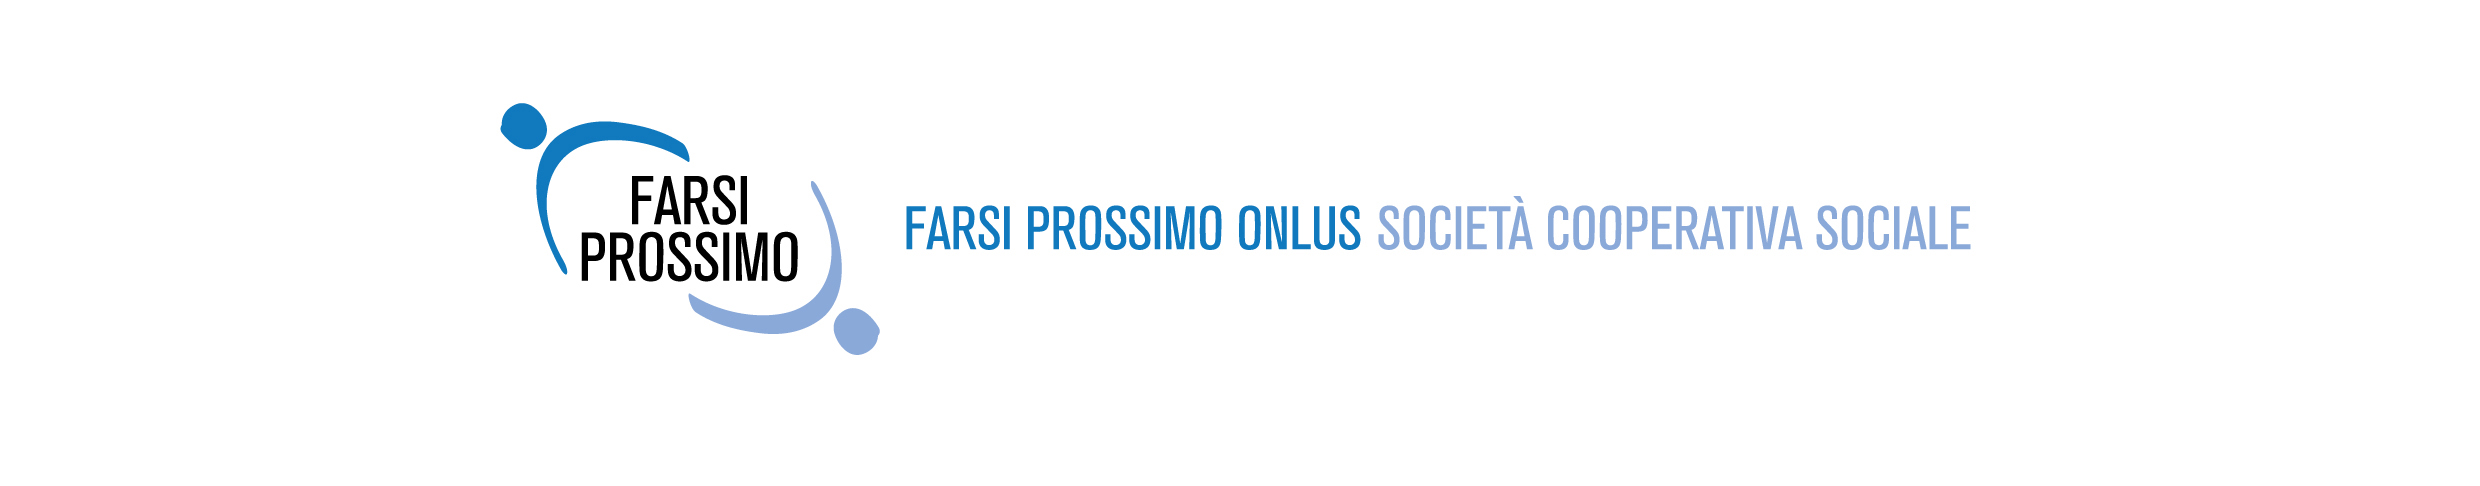 FARSI
PROSSIMO
FARSI PROSSIMO ONLUS SOCIETÀ COOPERATIVA SOCIALE